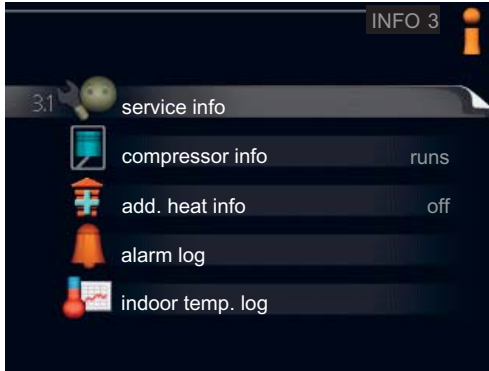 INFO 3
3.1 service info
compressor info runs
add. heat info off
alarm log
indoor temp. log